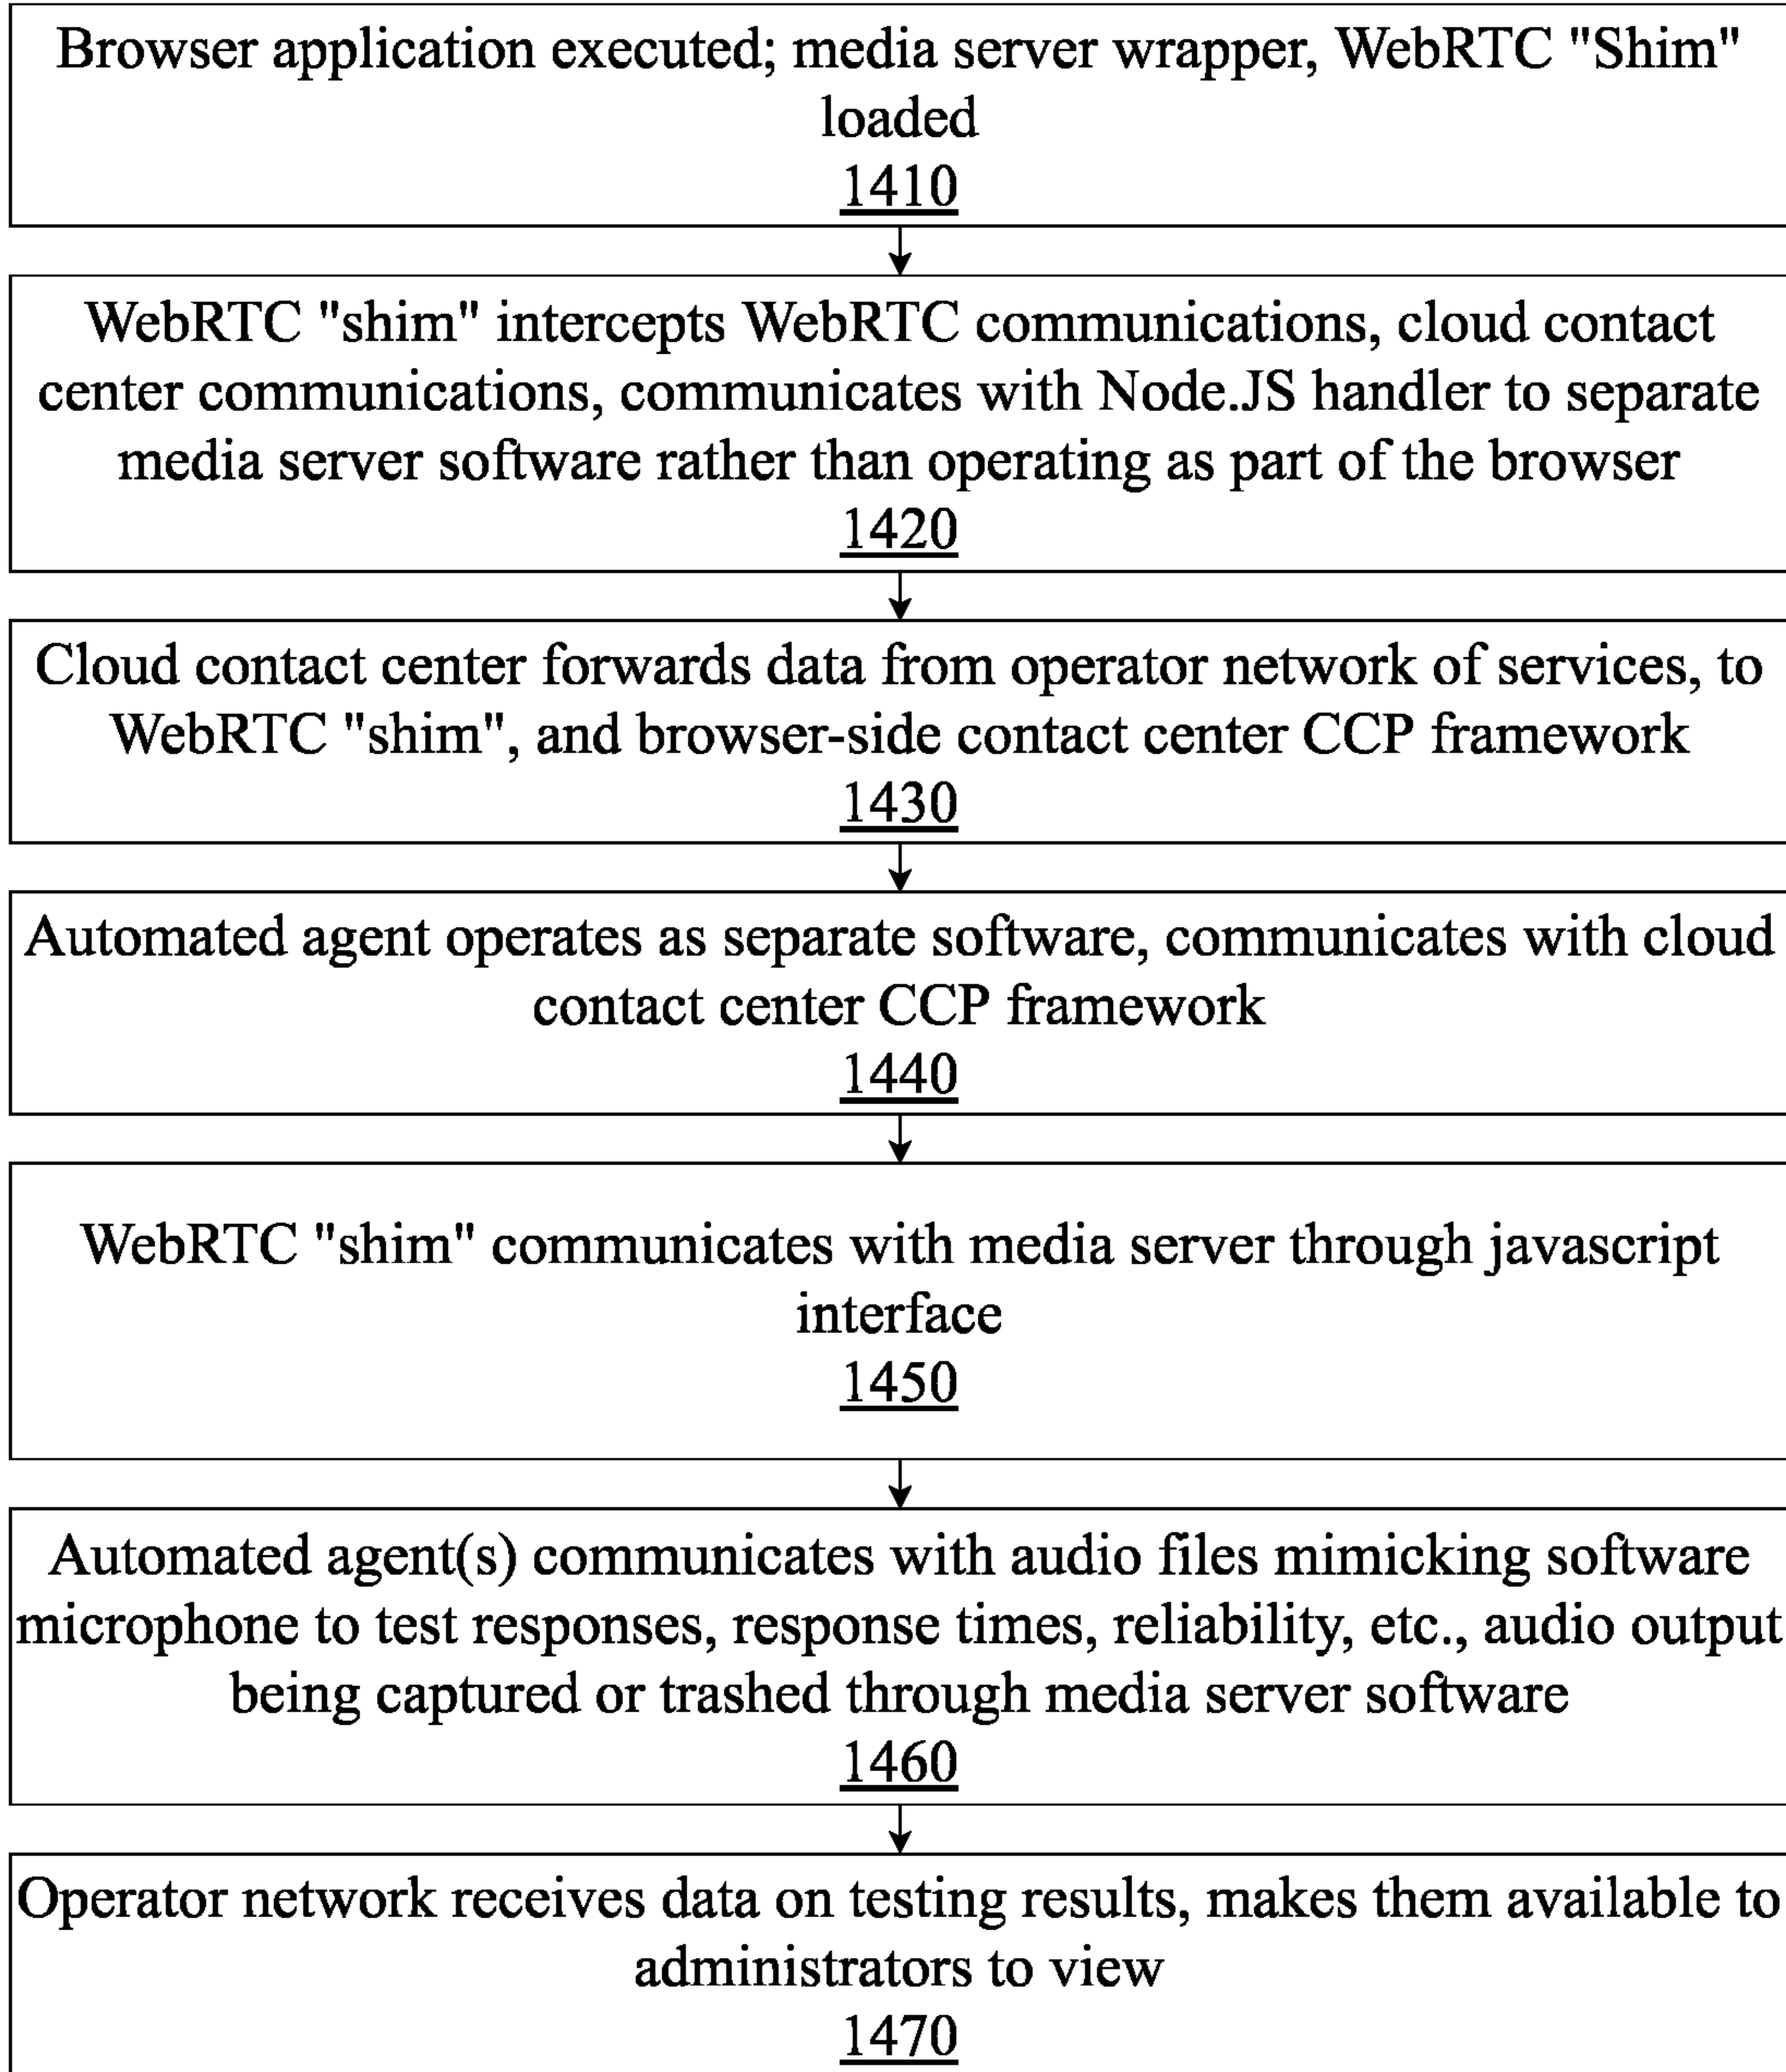 Browser application executed; media server wrapper, WebRTC "Shim"
loaded
1410
WebRTC "shim" intercepts WebRTC communications, cloud contact
center communications, communicates with Node.JS handler to separate
media server software rather than operating as part of the browser
1420
Cloud contact center forwards data from operator network of services, to
WebRTC "shim", and browser-side contact center CCP framework
1430
Automated agent operates as separate software, communicates with cloud
contact center CCP framework
1440
WebRTC "shim" communicates with media server through javascript
interface
1450
Automated agent(s) communicates with audio files mimicking software
microphone to test responses, response times, reliability, etc., audio output
being captured or trashed through media server software
1460
Operator network receives data on testing results, makes them available to
administrators to view
1470